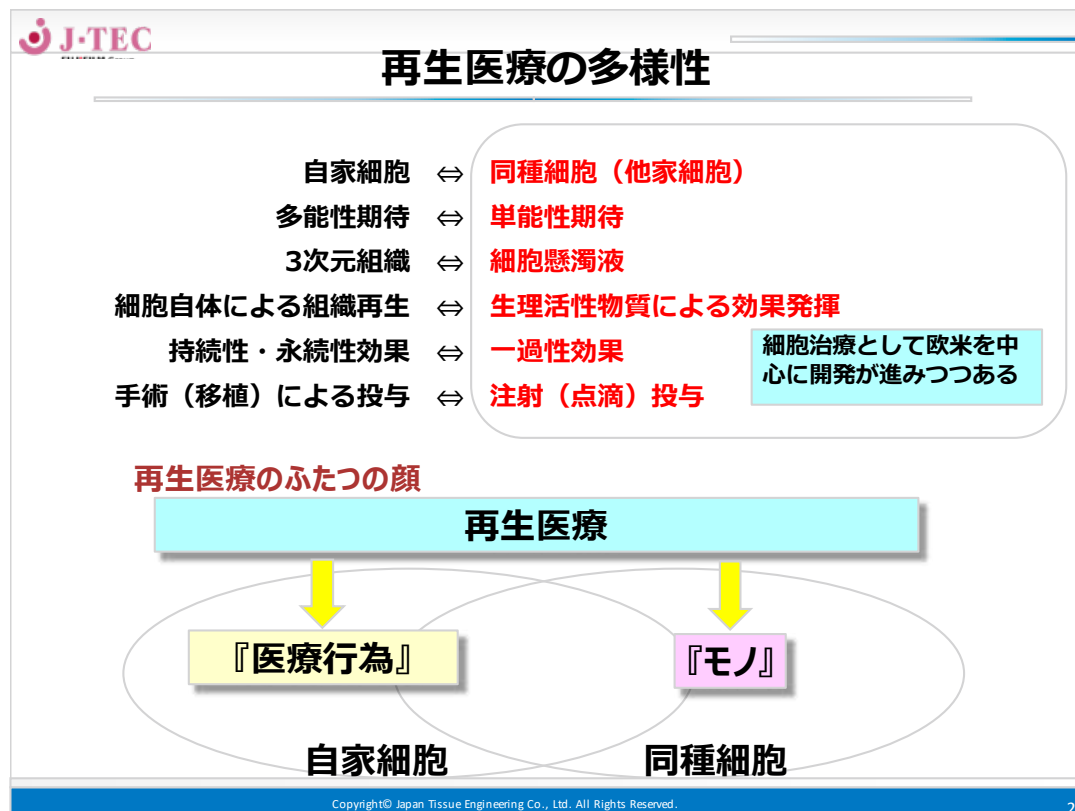 J-TEC
再生医療の多様性
自家細胞 ⇔ 同種細胞（他家細胞）
多能性期待 ⇔ 単能性期待
3次元組織 ⇔ 細胞懸濁液
細胞自体による組織再生 ⇔ 生理活性物質による効果発揮
持続性・永続性効果 ⇔ 一過性効果
手術（移植）による投与 ⇔ 注射（点滴）投与
細胞治療として欧米を中
心に開発が進みつつある
再生医療のふたつの顔
再生医療
『医療行為』
『モノ』
自家細胞
同種細胞
Copyright© Japan Tissue Engineering Co., Ltd. All Rights Reserved.
2